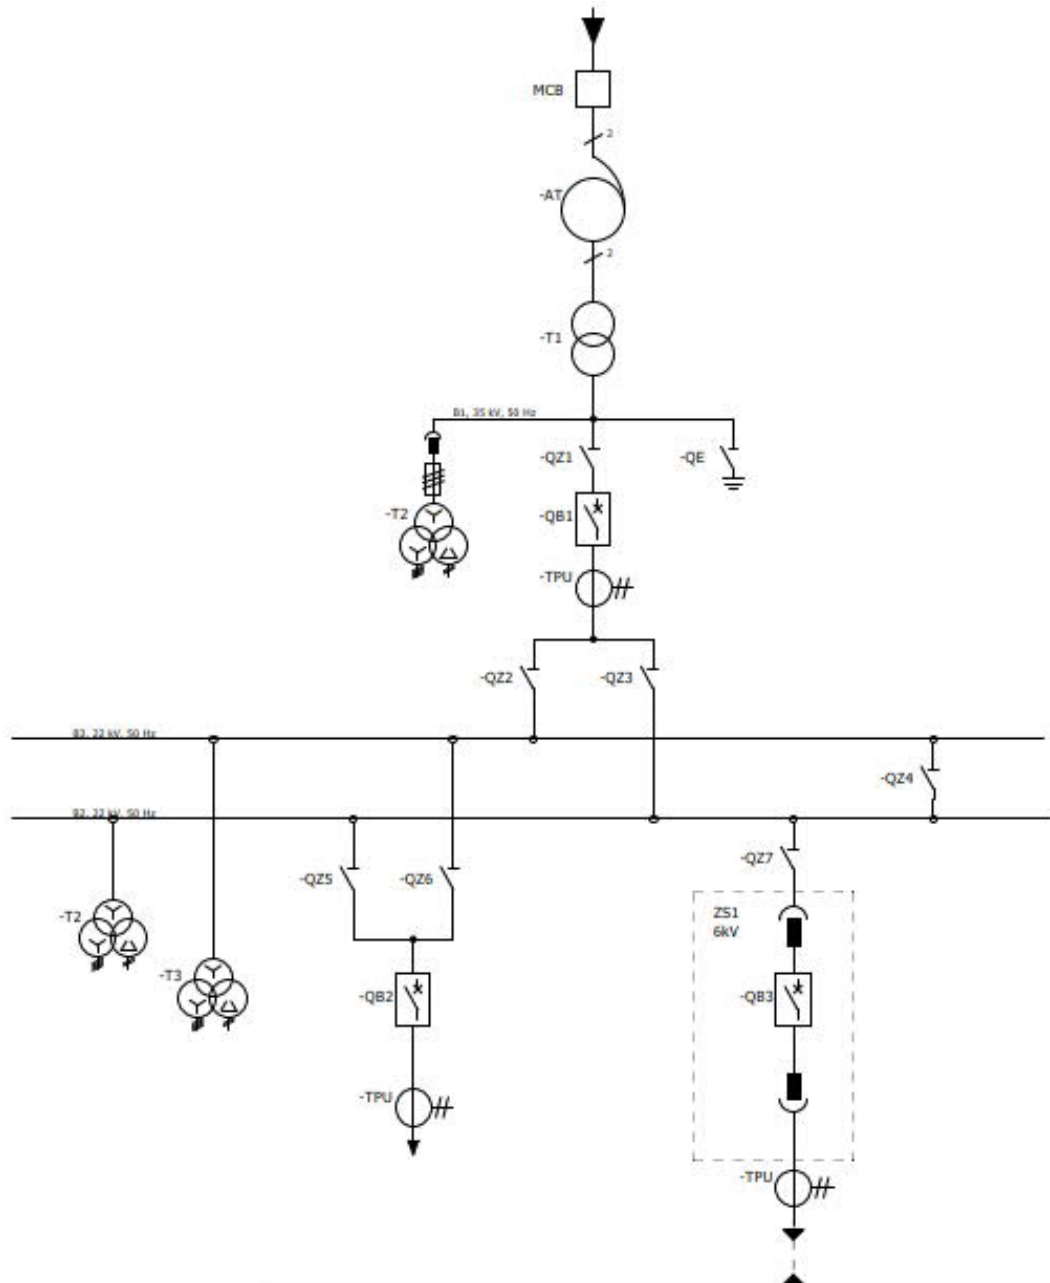 MCB
2
-AT
2
-T1
B1, 35 kV, 50 Hz
-QZ1
-QE
-T2
-QB1
-TPU
-QZ2
-QZ3
B3, 22 kV, 50 Hz
-QZ4
B2, 22 kV, 50 Hz
-QZ5
-QZ6
-QZ7
-T2
ZS1
6kV
-T3
-QB2
-QB3
-TPU
-TPU